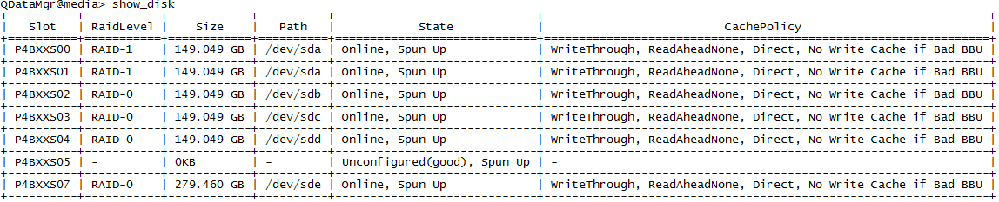 QDataMgr@media> show_disk
+----------+-----------+------------+----------+----------------------------+----------------------------------------------------------------+
| Slot | RaidLevel | Size | Path | State | CachePolicy |
+==========+===========+============+==========+============================+================================================================+
| P4BXXS00 | RAID-1 | 149.049 GB | /dev/sda | Online, Spun Up | WriteThrough, ReadAheadNone, Direct, No Write Cache if Bad BBU |
+----------+-----------+------------+----------+----------------------------+----------------------------------------------------------------+
| P4BXXS01 | RAID-1 | 149.049 GB | /dev/sda | Online, Spun Up | WriteThrough, ReadAheadNone, Direct, No Write Cache if Bad BBU |
+----------+-----------+------------+----------+----------------------------+----------------------------------------------------------------+
| P4BXXS02 | RAID-0 | 149.049 GB | /dev/sdb | Online, Spun Up | WriteThrough, ReadAheadNone, Direct, No Write Cache if Bad BBU |
+----------+-----------+------------+----------+----------------------------+----------------------------------------------------------------+
| P4BXXS03 | RAID-0 | 149.049 GB | /dev/sdc | Online, Spun Up | WriteThrough, ReadAheadNone, Direct, No Write Cache if Bad BBU |
+----------+-----------+------------+----------+----------------------------+----------------------------------------------------------------+
| P4BXXS04 | RAID-0 | 149.049 GB | /dev/sdd | Online, Spun Up | WriteThrough, ReadAheadNone, Direct, No Write Cache if Bad BBU |
+----------+-----------+------------+----------+----------------------------+----------------------------------------------------------------+
| P4BXXS05 | - | 0KB | - | Unconfigured(good), Spun Up | - |
+----------+-----------+------------+----------+----------------------------+----------------------------------------------------------------+
| P4BXXS07 | RAID-0 | 279.460 GB | /dev/sde | Online, Spun Up | WriteThrough, ReadAheadNone, Direct, No Write Cache if Bad BBU |
+----------+-----------+------------+----------+----------------------------+----------------------------------------------------------------+